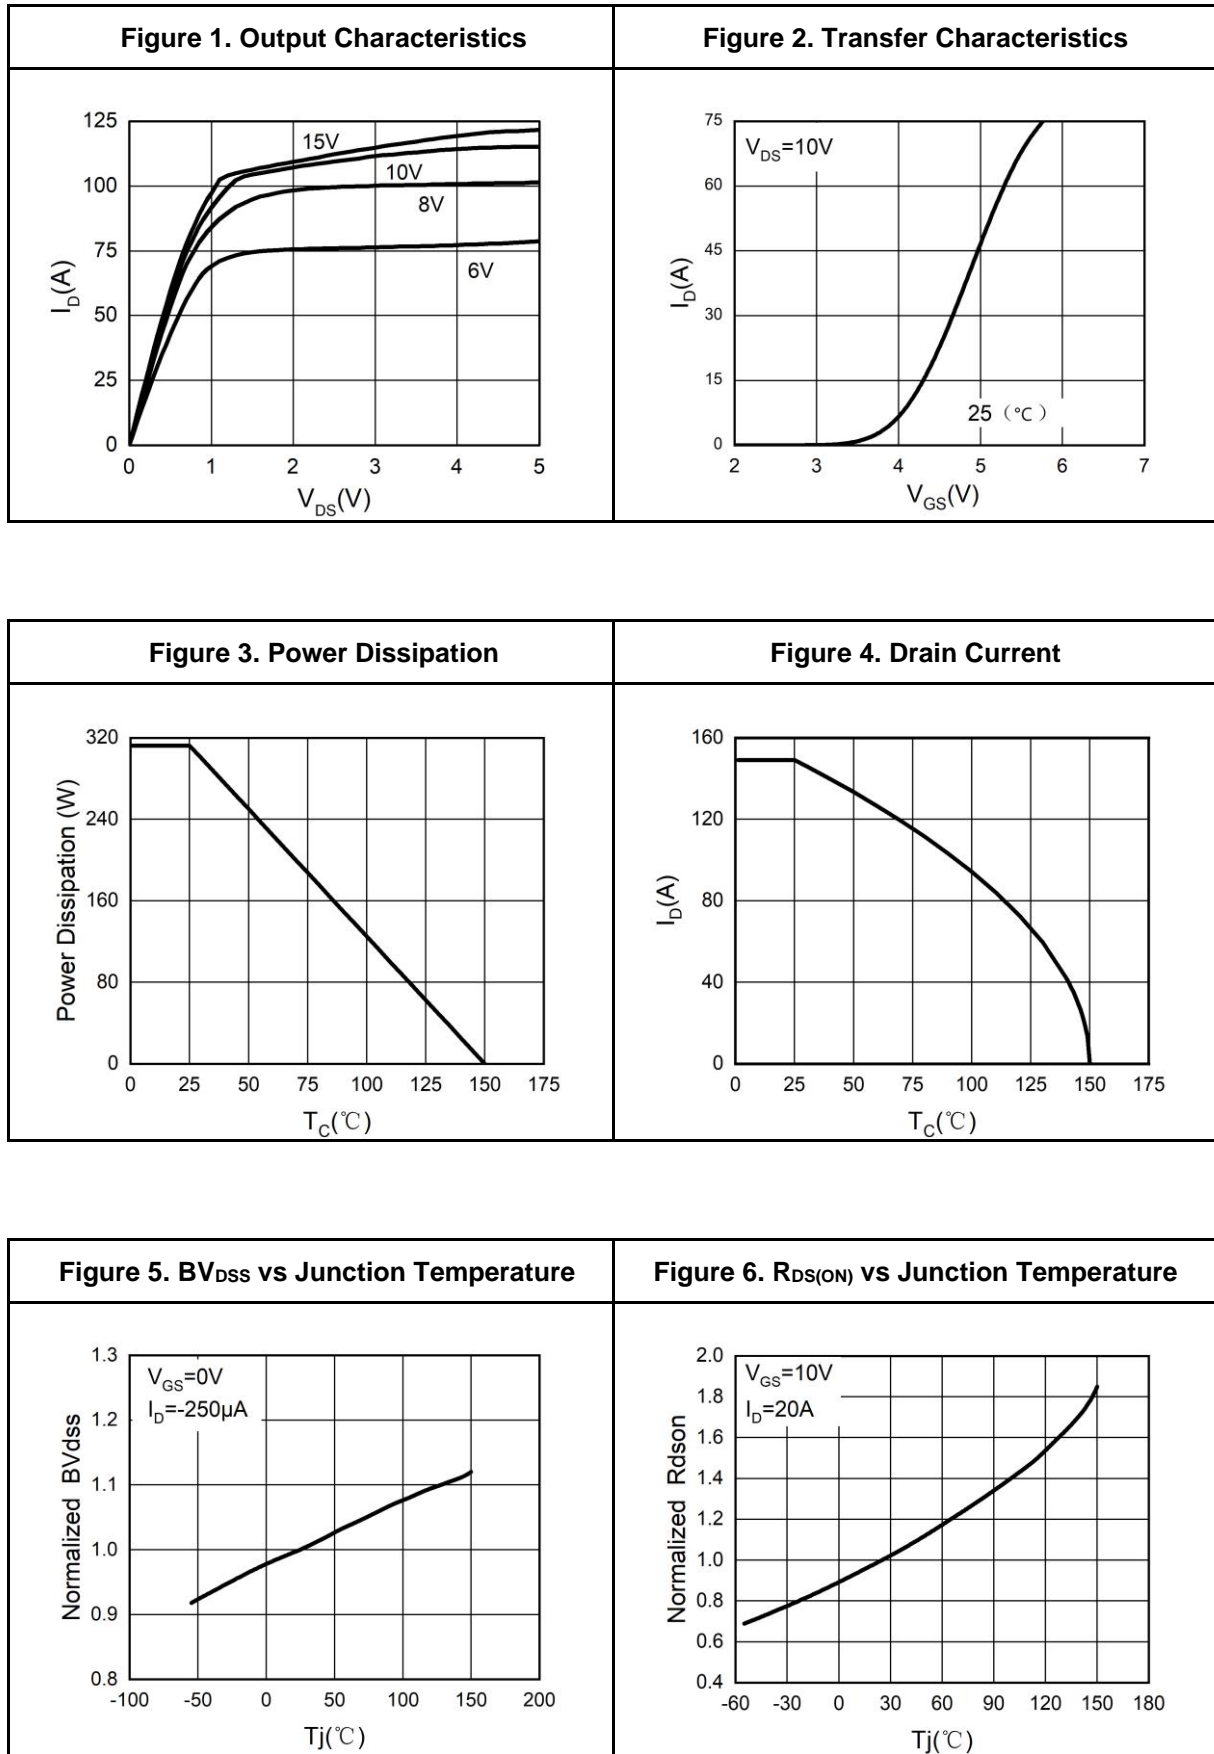 Figure 1. Output Characteristics
Figure 2. Transfer Characteristics
125
100
75
50
25
0
I_D(A)
15V
10V
8V
6V
0 1 2 3 4 5
V_DS(V)
75
60
45
30
15
0
I_D(A)
V_DS=10V
25（℃）
2 3 4 5 6 7
V_GS(V)
Figure 3. Power Dissipation
Figure 4. Drain Current
320
240
160
80
0
Power Dissipation (W)
0 25 50 75 100 125 150 175
T_C(℃)
160
120
80
40
0
I_D(A)
0 25 50 75 100 125 150 175
T_C(℃)
Figure 5. BV_DSS vs Junction Temperature
Figure 6. R_DS(ON) vs Junction Temperature
1.3
1.2
1.1
1.0
0.9
0.8
Normalized BVdss
V_GS=0V
I_D=-250μA
-100 -50 0 50 100 150 200
Tj(℃)
2.0
1.8
1.6
1.4
1.2
1.0
0.8
0.6
0.4
Normalized Rdson
V_GS=10V
I_D=20A
-60 -30 0 30 60 90 120 150 180
Tj(℃)